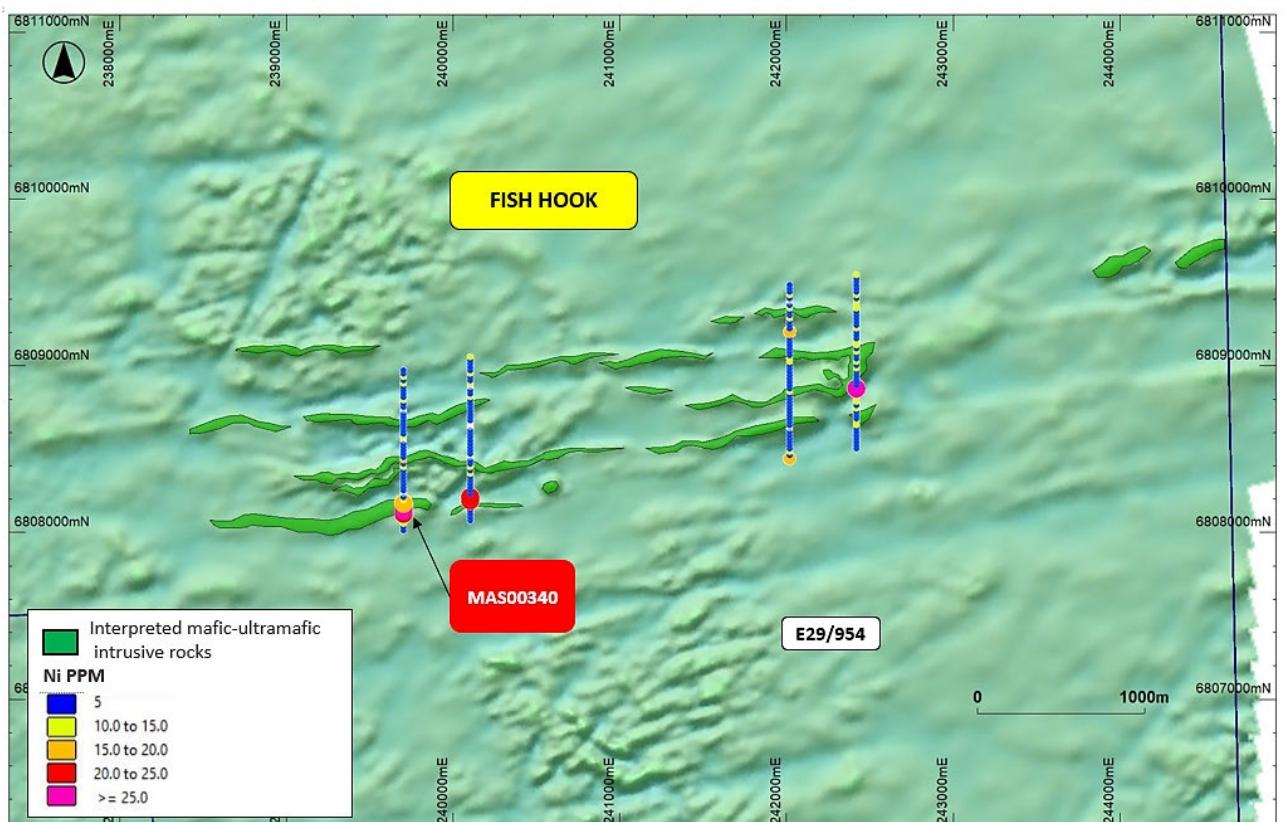 6811000mN
6811000mN
238000mE
239000mE
240000mE
241000mE
242000mE
243000mE
244000mE
6810000mN
6810000mN
FISH HOOK
6809000mN
6809000mN
6808000mN
6808000mN
MAS00340
E29/954
6807000mN
0 1000m
Interpreted mafic-ultramafic
intrusive rocks
Ni PPM
5
10.0 to 15.0
15.0 to 20.0
20.0 to 25.0
>= 25.0
240000mE
241000mE
242000mE
243000mE
244000mE